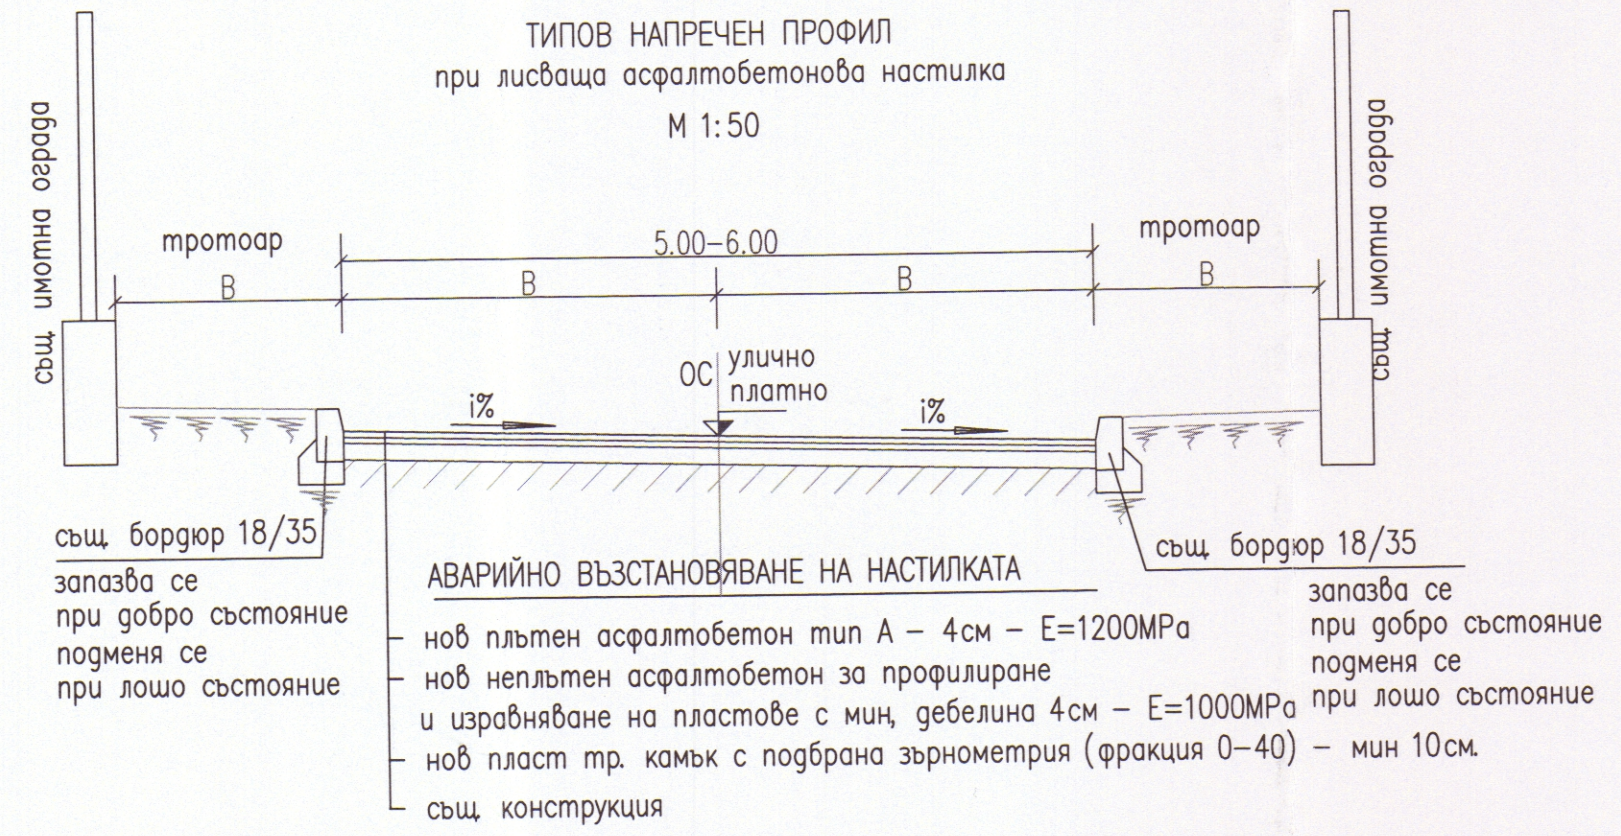 ТИПОВ НАПРЕЧЕН ПРОФИЛ
при лисваща асфалтобетонова настилка
М 1:50
същ. имотна ограда
същ. имотна ограда
тротоар
5.00-6.00
тротоар
В
В
В
В
ОС
улично
платно
i%
i%
същ. бордюр 18/35
запазва се
при добро състояние
подменя се
при лошо състояние
същ. бордюр 18/35
запазва се
при добро състояние
подменя се
при лошо състояние
АВАРИЙНО ВЪЗСТАНОВЯВАНЕ НА НАСТИЛКАТА
нов плътен асфалтобетон тип А - 4см - Е=1200МРа
нов неплътен асфалтобетон за профилиране
и изравняване на пластове с мин, дебелина 4см - Е=1000МРа
нов пласт тр. камък с подбрана зърнометрия (фракция 0-40) - мин 10см.
същ. конструкция